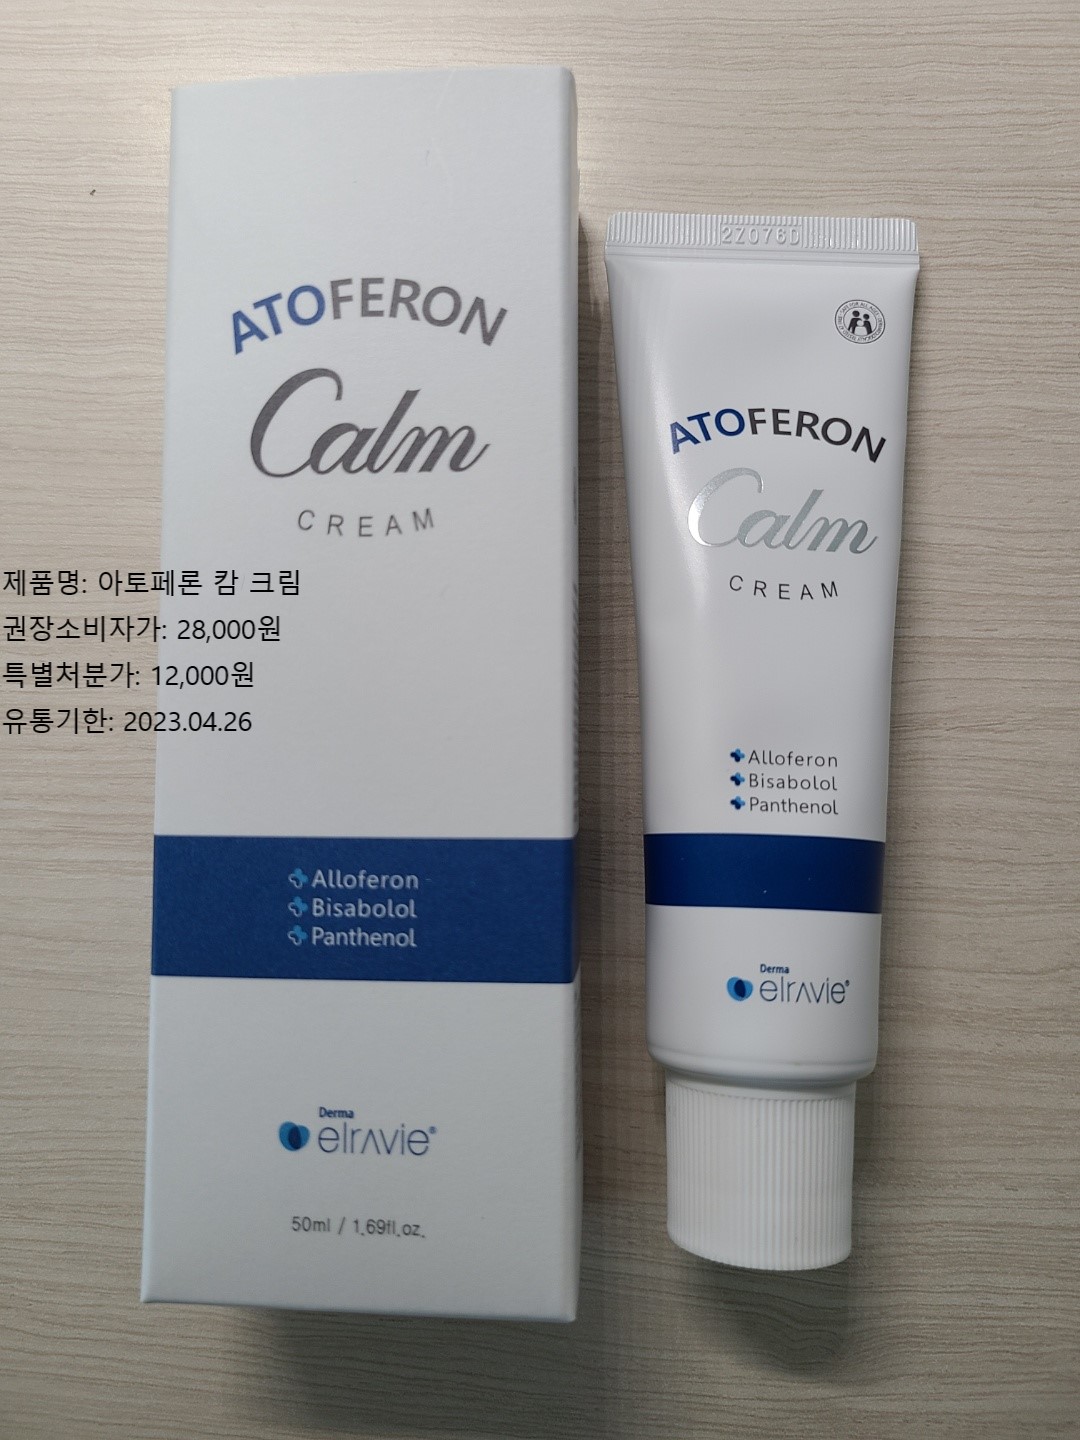 ATOFERON
Calm
CREAM
제품명: 아토페론 캄 크림
권장소비자가: 28,000원
특별처분가: 12,000원
유통기한: 2023.04.26
Alloferon
Bisabolol
Panthenol
Derma
elravie®
50ml / 1.69fl.oz.
2Z076D
ATOFERON
Calm
CREAM
Alloferon
Bisabolol
Panthenol
Derma
elravie®